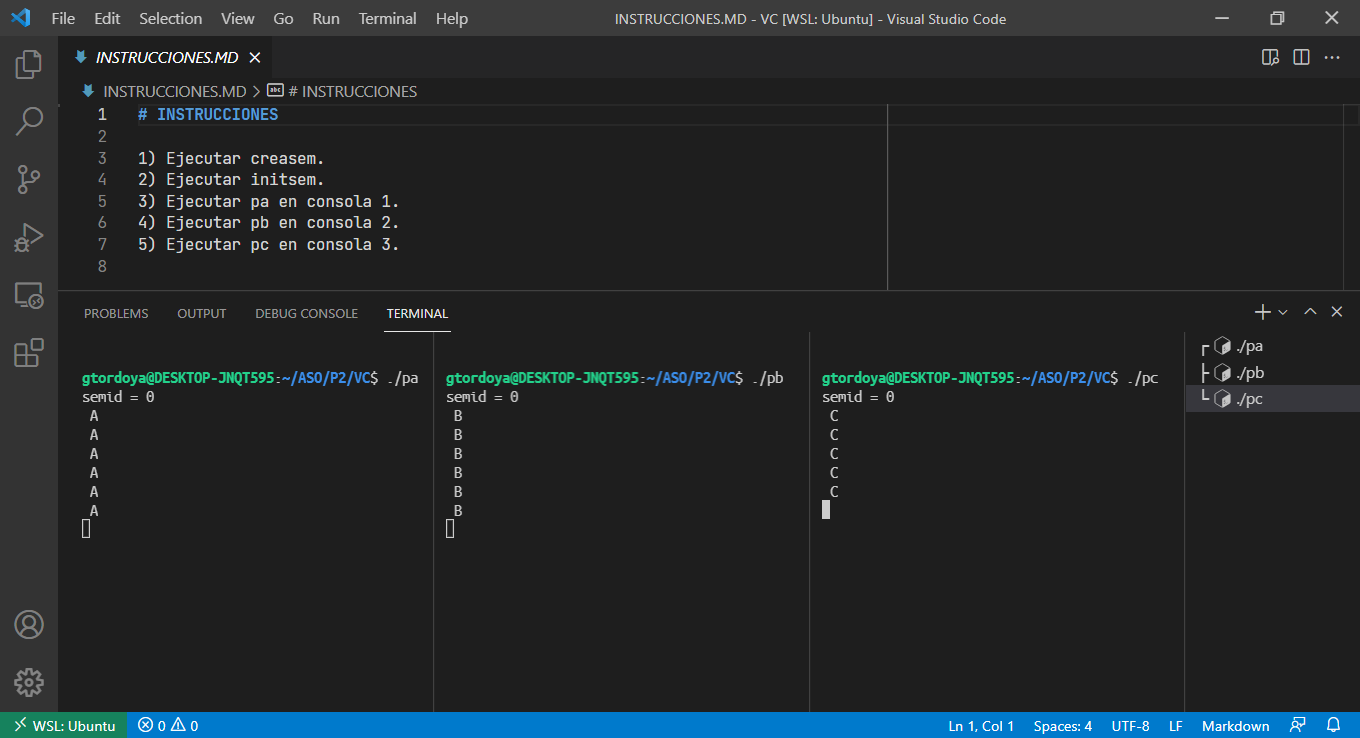 File Edit Selection View Go Run Terminal Help INSTRUCCIONES.MD - VC [WSL: Ubuntu] - Visual Studio Code
INSTRUCCIONES.MD
INSTRUCCIONES.MD > abc # INSTRUCCIONES
1 # INSTRUCCIONES
2
3 1) Ejecutar creasem.
4 2) Ejecutar initsem.
5 3) Ejecutar pa en consola 1.
6 4) Ejecutar pb en consola 2.
7 5) Ejecutar pc en consola 3.
8
PROBLEMS OUTPUT DEBUG CONSOLE TERMINAL
gtordoya@DESKTOP-JNQT595:~/ASO/P2/VC$ ./pa
semid = 0
A
A
A
A
A
A
gtordoya@DESKTOP-JNQT595:~/ASO/P2/VC$ ./pb
semid = 0
B
B
B
B
B
B
gtordoya@DESKTOP-JNQT595:~/ASO/P2/VC$ ./pc
semid = 0
C
C
C
C
C
./pa
./pb
./pc
WSL: Ubuntu 0 0 Ln 1, Col 1 Spaces: 4 UTF-8 LF Markdown